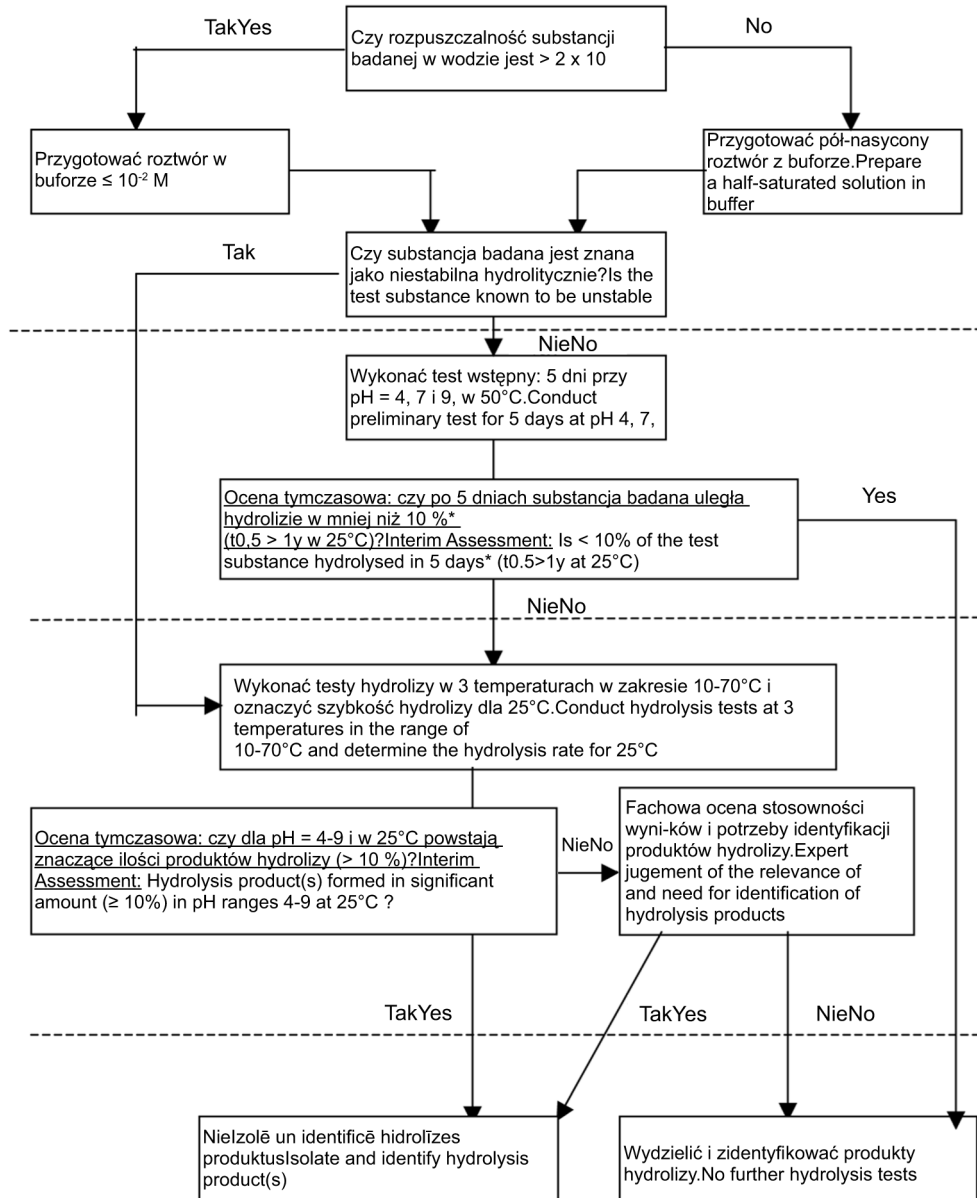 TakYes
No
Czy rozpuszczalność substancji
badanej w wodzie jest > 2 x 10
Przygotować roztwór w
buforze ≤ 10⁻² M
Przygotować pół-nasycony
roztwór z buforze.Prepare
a half-saturated solution in
buffer
Tak
Czy substancja badana jest znana
jako niestabilna hydrolitycznie?Is the
test substance known to be unstable
NieNo
Wykonać test wstępny: 5 dni przy
pH = 4, 7 i 9, w 50°C.Conduct
preliminary test for 5 days at pH 4, 7,
Ocena tymczasowa: czy po 5 dniach substancja badana uległa
hydrolizie w mniej niż 10 %*
(t0,5 > 1y w 25°C)?Interim Assessment: Is < 10% of the test
substance hydrolysed in 5 days* (t0.5>1y at 25°C)
Yes
NieNo
Wykonać testy hydrolizy w 3 temperaturach w zakresie 10-70°C i
oznaczyć szybkość hydrolizy dla 25°C.Conduct hydrolysis tests at 3
temperatures in the range of
10-70°C and determine the hydrolysis rate for 25°C
Ocena tymczasowa: czy dla pH = 4-9 i w 25°C powstają
znaczące ilości produktów hydrolizy (> 10 %)?Interim
Assessment: Hydrolysis product(s) formed in significant
amount (≥ 10%) in pH ranges 4-9 at 25°C ?
NieNo
Fachowa ocena stosowności
wyni-ków i potrzeby identyfikacji
produktów hydrolizy.Expert
jugement of the relevance of
and need for identification of
hydrolysis products
TakYes
TakYes
NieNo
NieIzolē un identificē hidrolīzes
produktusIsolate and identify hydrolysis
product(s)
Wydzielić i zidentyfikować produkty
hydrolizy.No further hydrolysis tests